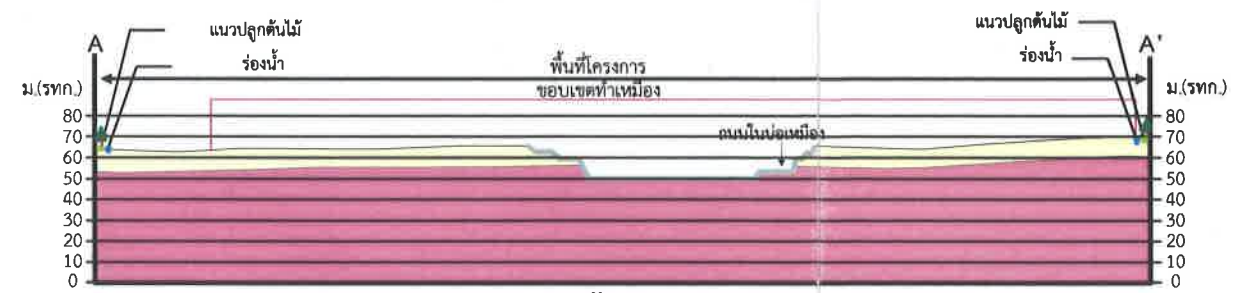 แนวปลูกต้นไม้
แนวปลูกต้นไม้
A
ร่องน้ำ
ร่องน้ำ
A'
พื้นที่โครงการ
ม.(รทก.)
ขอบเขตทำเหมือง
ม.(รทก.)
80
80
70
ถนนในบ่อเหมือง
70
60
60
50
50
40
40
30
30
20
20
10
10
0
0